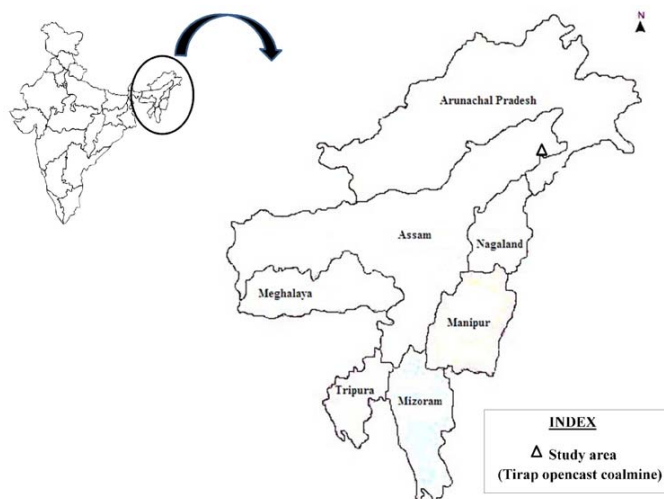 N
Arunachal Pradesh
Assam
Nagaland
Meghalaya
Manipur
Tripura
Mizoram
INDEX
Δ Study area
(Tirap opencast coalmine)